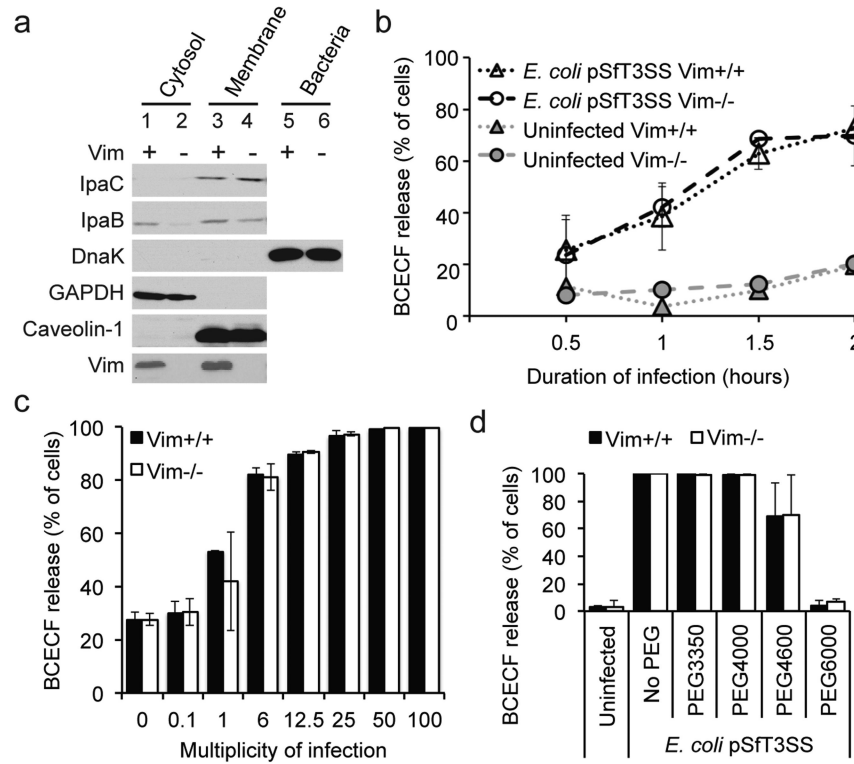 a
Cytosol Membrane Bacteria
1 2 3 4 5 6
Vim + - + - + -
IpaC
IpaB
DnaK
GAPDH
Caveolin-1
Vim
b
E. coli pSfT3SS Vim+/+
E. coli pSfT3SS Vim-/-
Uninfected Vim+/+
Uninfected Vim-/-
BCECF release (% of cells)
100
80
60
40
20
0
0.5 1 1.5 2
Duration of infection (hours)
c
Vim+/+
Vim-/-
BCECF release (% of cells)
100
80
60
40
20
0
0 0.1 1 6 12.5 25 50 100
Multiplicity of infection
d
Vim+/+ Vim-/-
BCECF release (% of cells)
100
80
60
40
20
0
Uninfected
No PEG
PEG3350
PEG4000
PEG4600
PEG6000
E. coli pSfT3SS